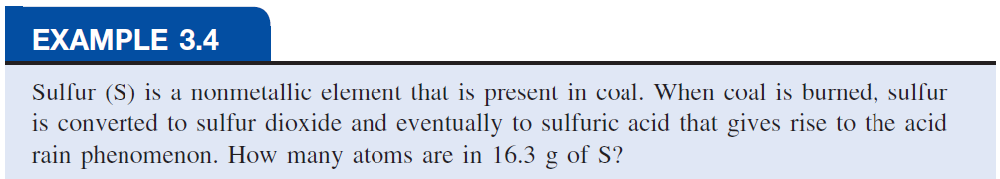 EXAMPLE 3.4
Sulfur (S) is a nonmetallic element that is present in coal. When coal is burned, sulfur
is converted to sulfur dioxide and eventually to sulfuric acid that gives rise to the acid
rain phenomenon. How many atoms are in 16.3 g of S?